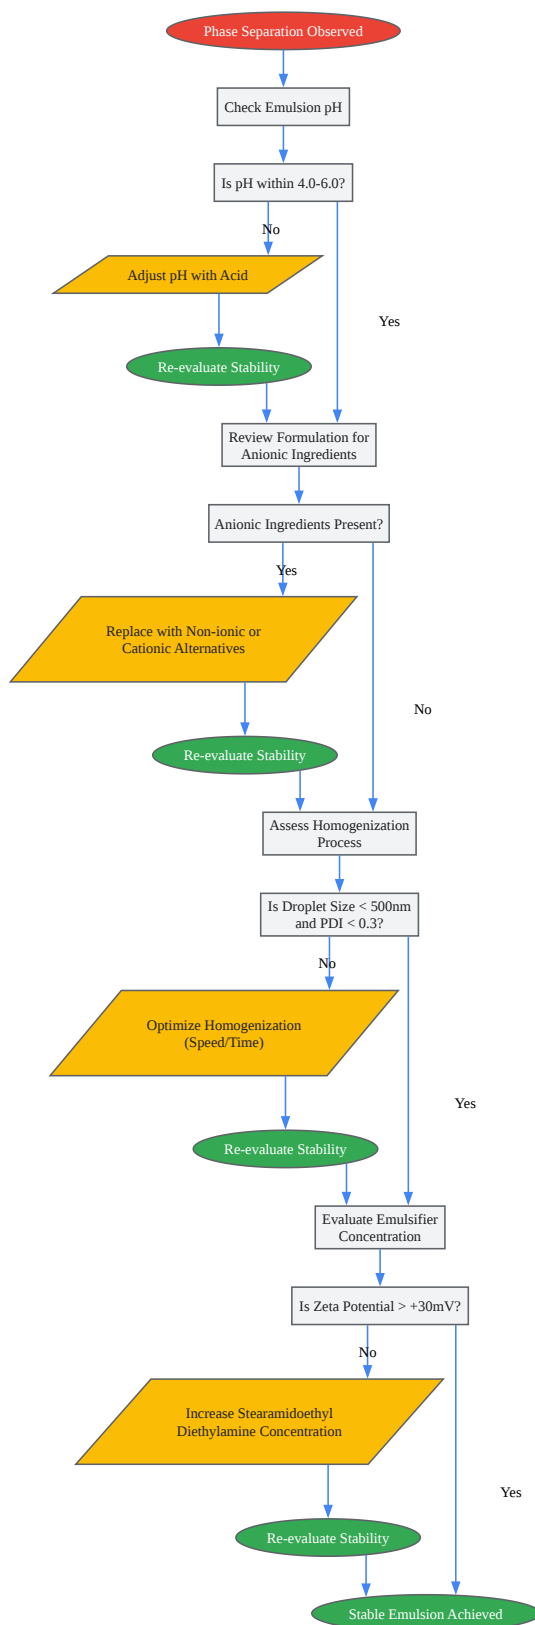 Phase Separation Observed
Check Emulsion pH
Is pH within 4.0-6.0?
No
Adjust pH with Acid
Yes
Re-evaluate Stability
Review Formulation for
Anionic Ingredients
Anionic Ingredients Present?
Yes
Replace with Non-ionic or
Cationic Alternatives
No
Re-evaluate Stability
Assess Homogenization
Process
Is Droplet Size < 500nm
and PDI < 0.3?
No
Optimize Homogenization
(Speed/Time)
Yes
Re-evaluate Stability
Evaluate Emulsifier
Concentration
Is Zeta Potential > +30mV?
No
Increase Stearamidoethyl
Diethylamine Concentration
Yes
Re-evaluate Stability
Stable Emulsion Achieved